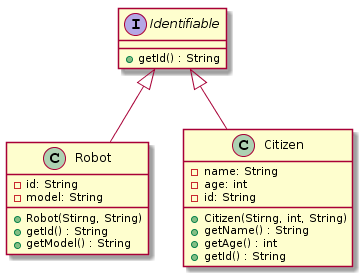 I Identifiable
getId() : String
C Robot
id: String
model: String
Robot(Stirng, String)
getId() : String
getModel() : String
C Citizen
name: String
age: int
id: String
Citizen(Stirng, int, String)
getName() : String
getAge() : int
getId() : String